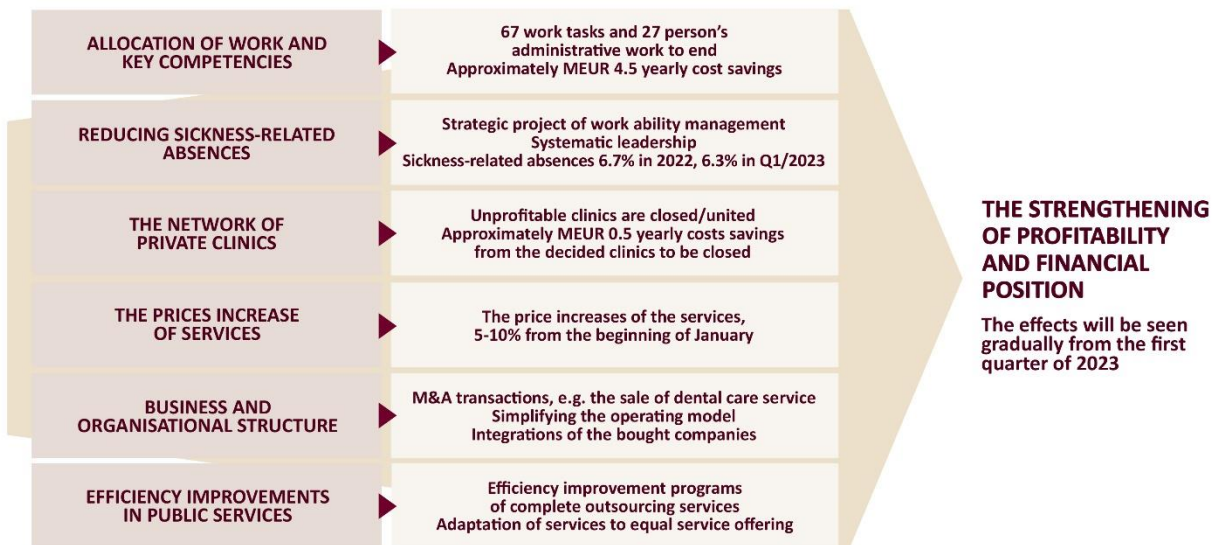 ALLOCATION OF WORK AND
KEY COMPETENCIES
67 work tasks and 27 person's
administrative work to end
Approximately MEUR 4.5 yearly cost savings
REDUCING SICKNESS-RELATED
ABSENCES
Strategic project of work ability management
Systematic leadership
Sickness-related absences 6.7% in 2022, 6.3% in Q1/2023
THE NETWORK OF
PRIVATE CLINICS
Unprofitable clinics are closed/united
Approximately MEUR 0.5 yearly costs savings
from the decided clinics to be closed
THE PRICES INCREASE
OF SERVICES
The price increases of the services,
5-10% from the beginning of January
BUSINESS AND
ORGANISATIONAL STRUCTURE
M&A transactions, e.g. the sale of dental care service
Simplifying the operating model
Integrations of the bought companies
EFFICIENCY IMPROVEMENTS
IN PUBLIC SERVICES
Efficiency improvement programs
of complete outsourcing services
Adaptation of services to equal service offering
THE STRENGTHENING
OF PROFITABILITY
AND FINANCIAL
POSITION
The effects will be seen
gradually from the first
quarter of 2023